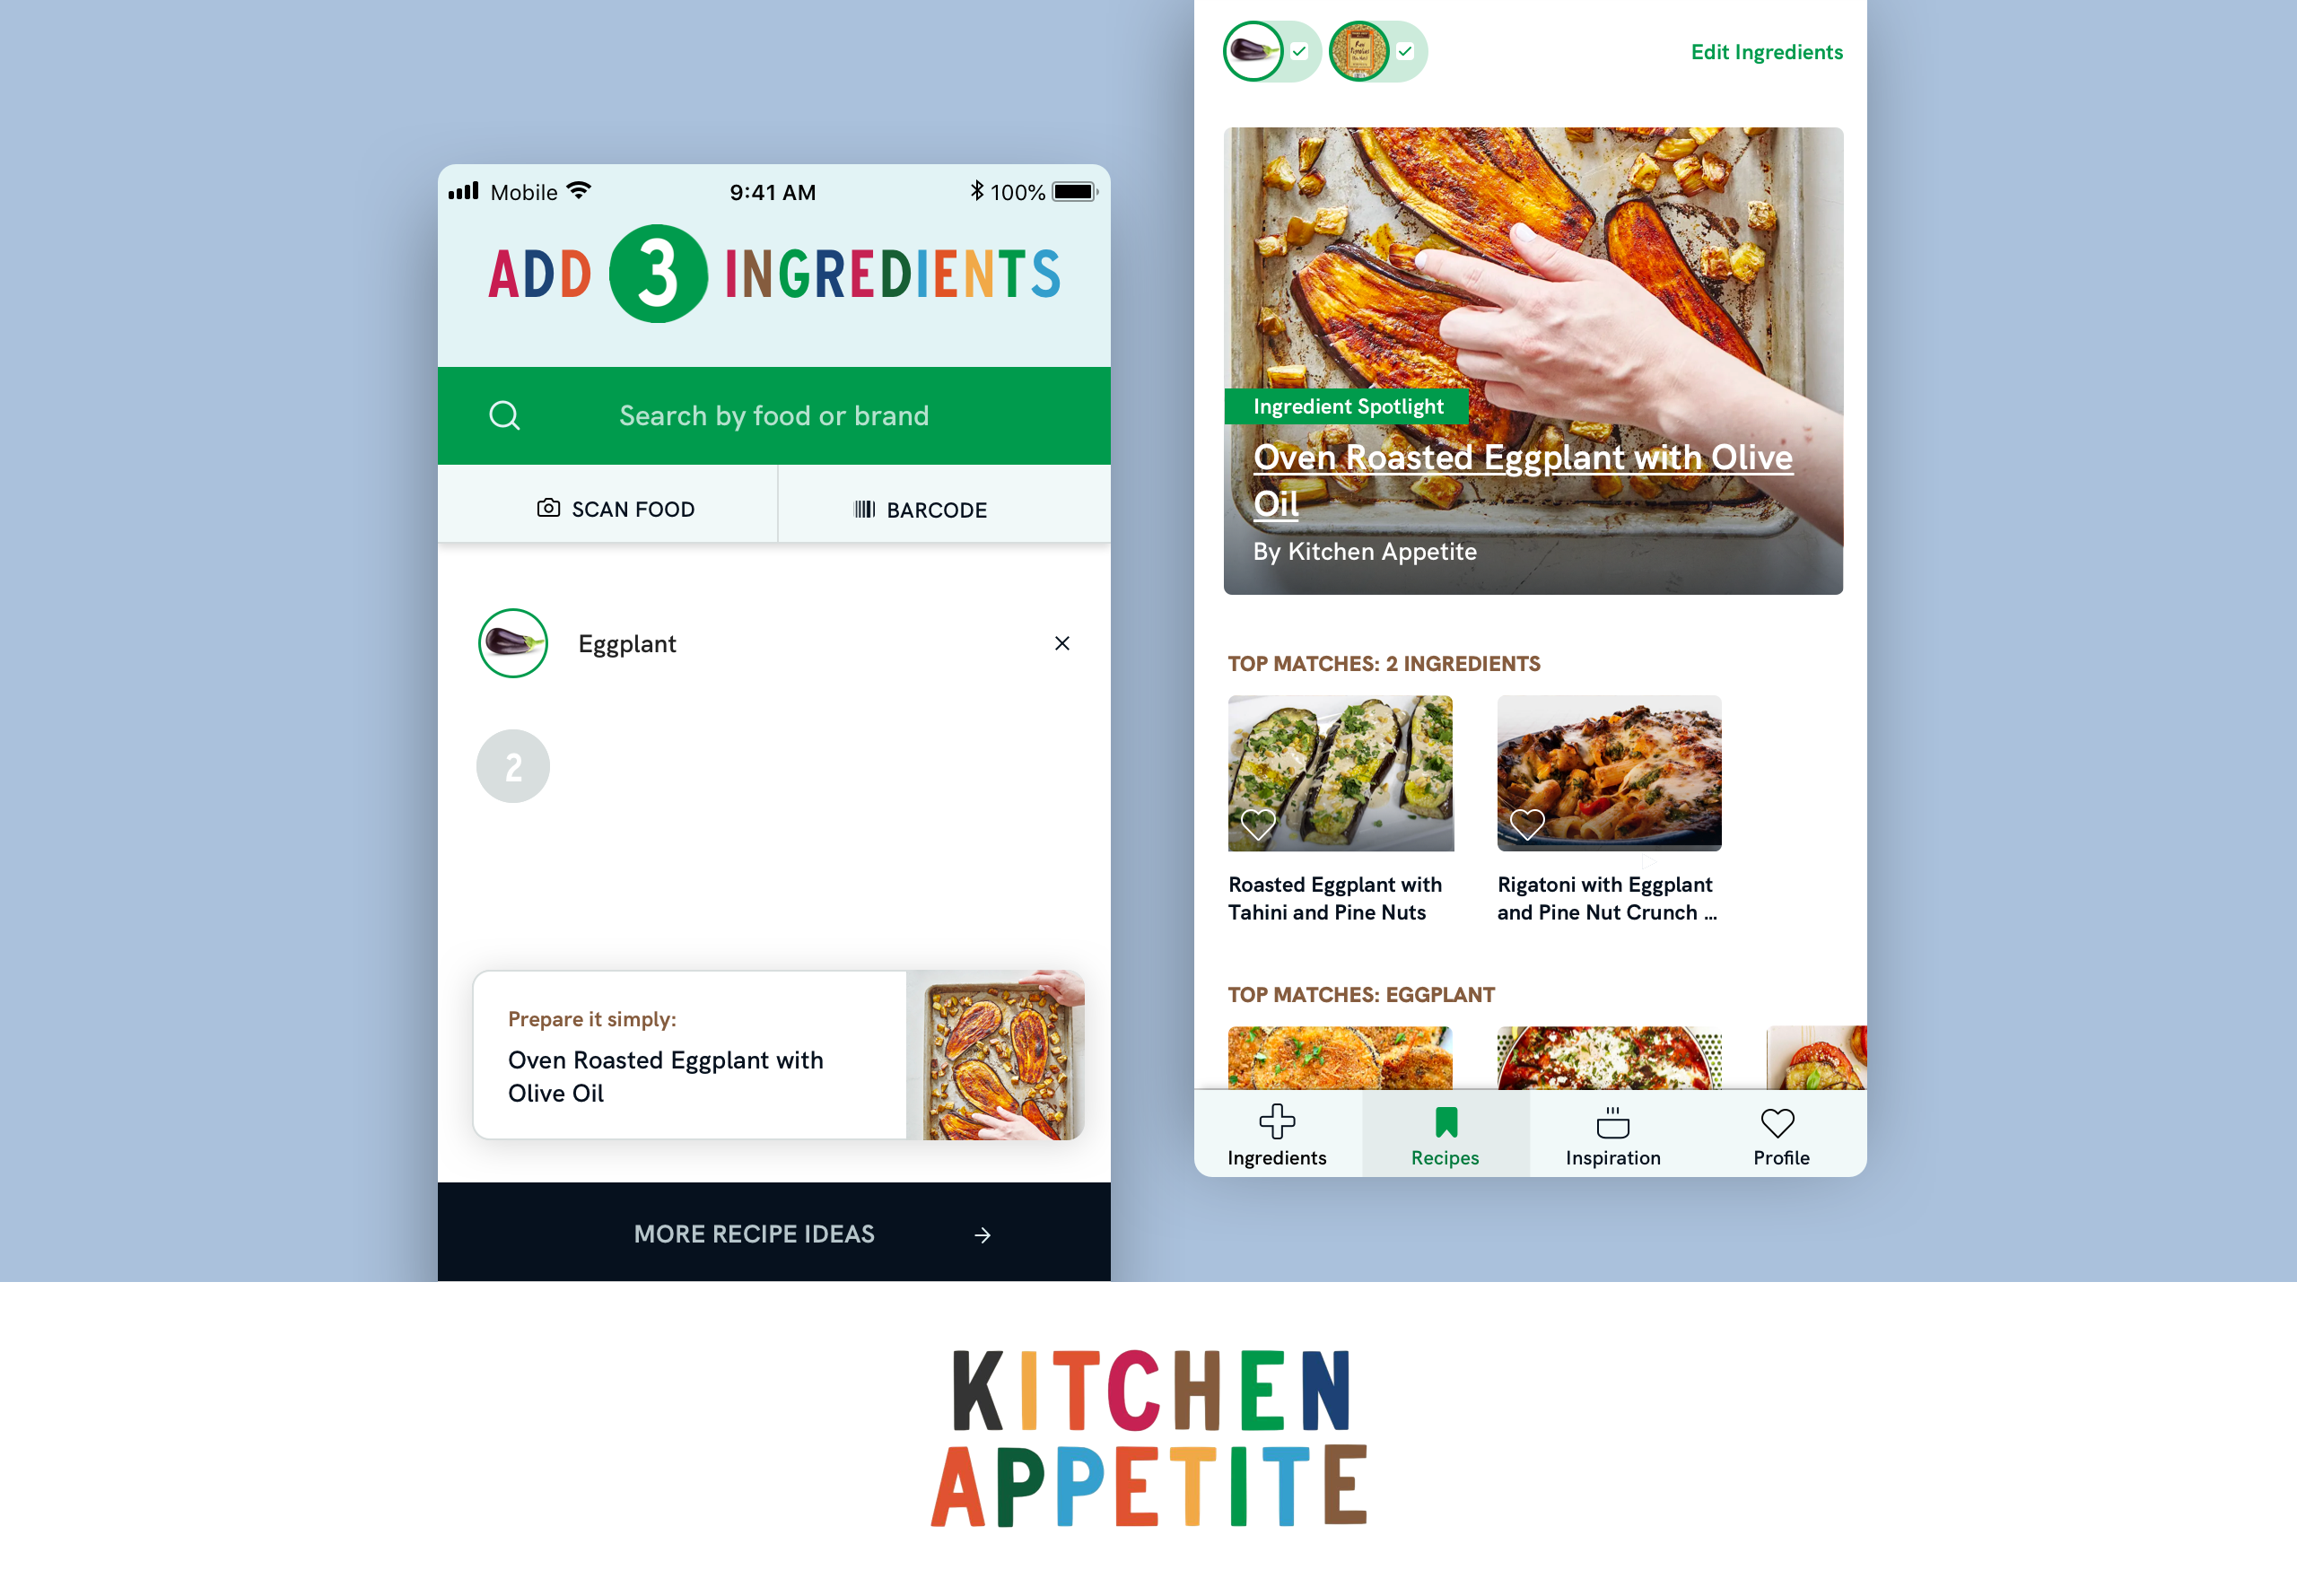 Mobile
9:41 AM
100%
ADD 3 INGREDIENTS
Search by food or brand
SCAN FOOD
BARCODE
Eggplant
2
Prepare it simply:
Oven Roasted Eggplant with
Olive Oil
MORE RECIPE IDEAS
Edit Ingredients
Ingredient Spotlight
Oven Roasted Eggplant with Olive
Oil
By Kitchen Appetite
TOP MATCHES: 2 INGREDIENTS
Roasted Eggplant with
Tahini and Pine Nuts
Rigatoni with Eggplant
and Pine Nut Crunch ...
TOP MATCHES: EGGPLANT
Ingredients
Recipes
Inspiration
Profile
KITCHEN
APPETITE